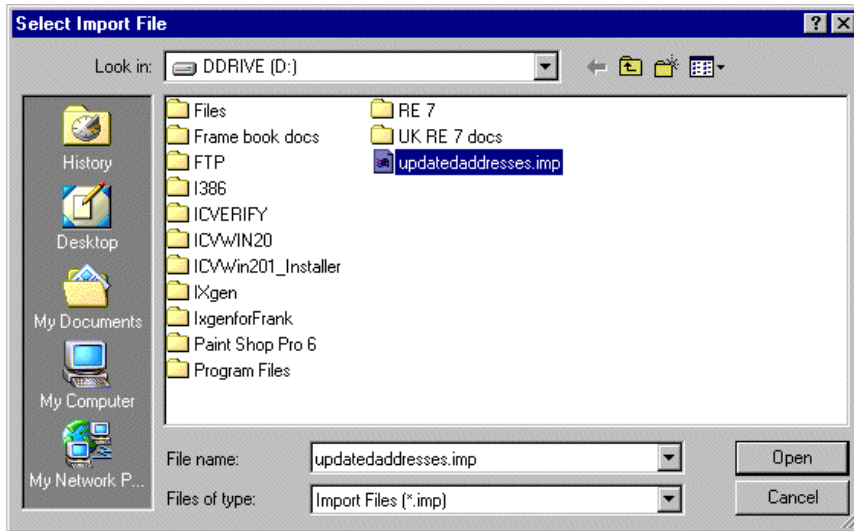 Select Import File
? X
Look in: DDRIVE (D:)
History
Desktop
My Documents
My Computer
My Network P...
Files
Frame book docs
FTP
I386
ICVERIFY
ICVWIN20
ICVWin201_Installer
IXgen
IxgenforFrank
Paint Shop Pro 6
Program Files
RE 7
UK RE 7 docs
updatedaddresses.imp
File name: updatedaddresses.imp Open
Files of type: Import Files (*.imp) Cancel